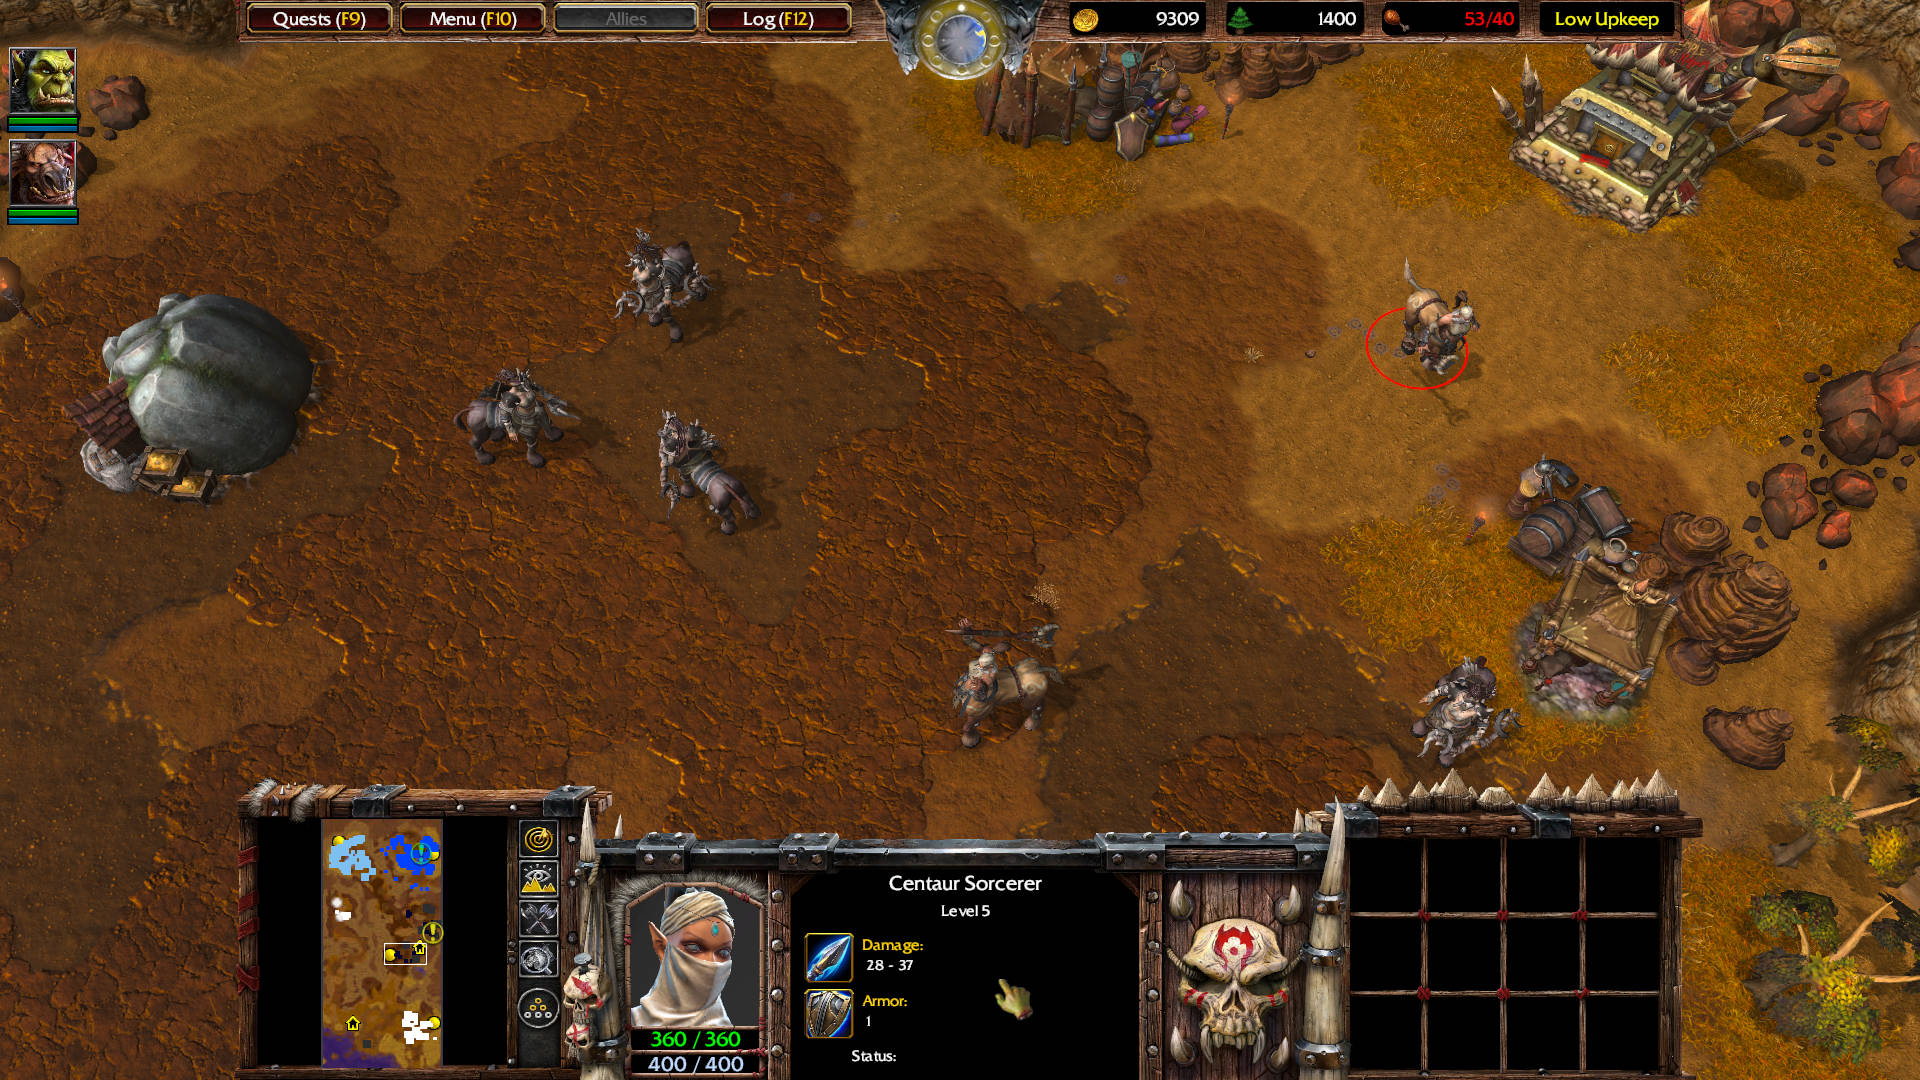 Quests (F9) Menu (F10) Allies Log (F12) 9309 1400 53/40 Low Upkeep
Centaur Sorcerer
Level 5
Damage:
28 - 37
Armor:
1
Status:
360 / 360
400 / 400